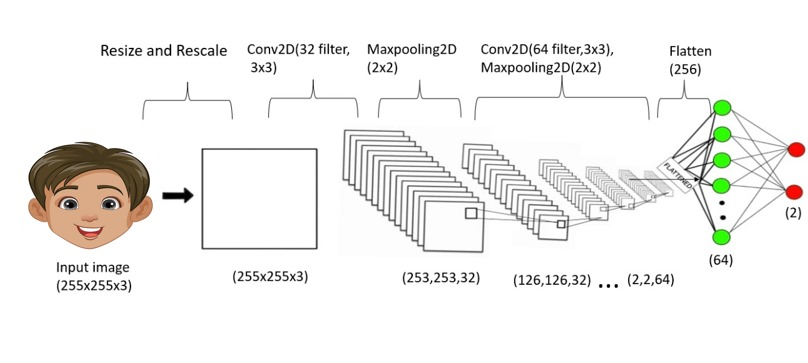 Resize and Rescale
Conv2D(32 filter,
3x3)
Maxpooling2D
(2x2)
Conv2D(64 filter,3x3),
Maxpooling2D(2x2)
Flatten
(256)
FLATTENED
Input image
(255x255x3)
(255x255x3)
(253,253,32)
(126,126,32)
...
(2,2,64)
(64)
(2)